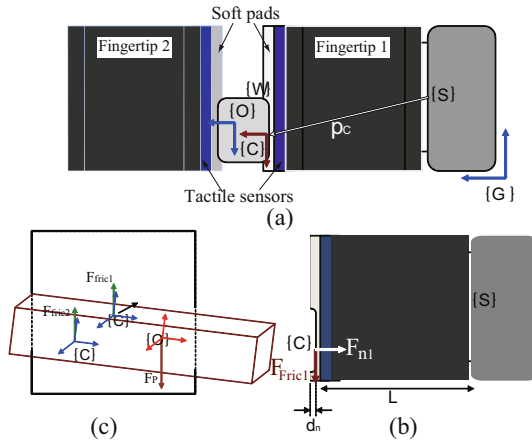 Soft pads
Fingertip 2
Fingertip 1
{W}
{S}
{O}
{C}
pC
Tactile sensors
{G}
(a)
Ffric1
Ffric2
{C}
{C}
{O}
FP
(c)
{S}
{C}
Fn1
FFric1
dn
L
(b)